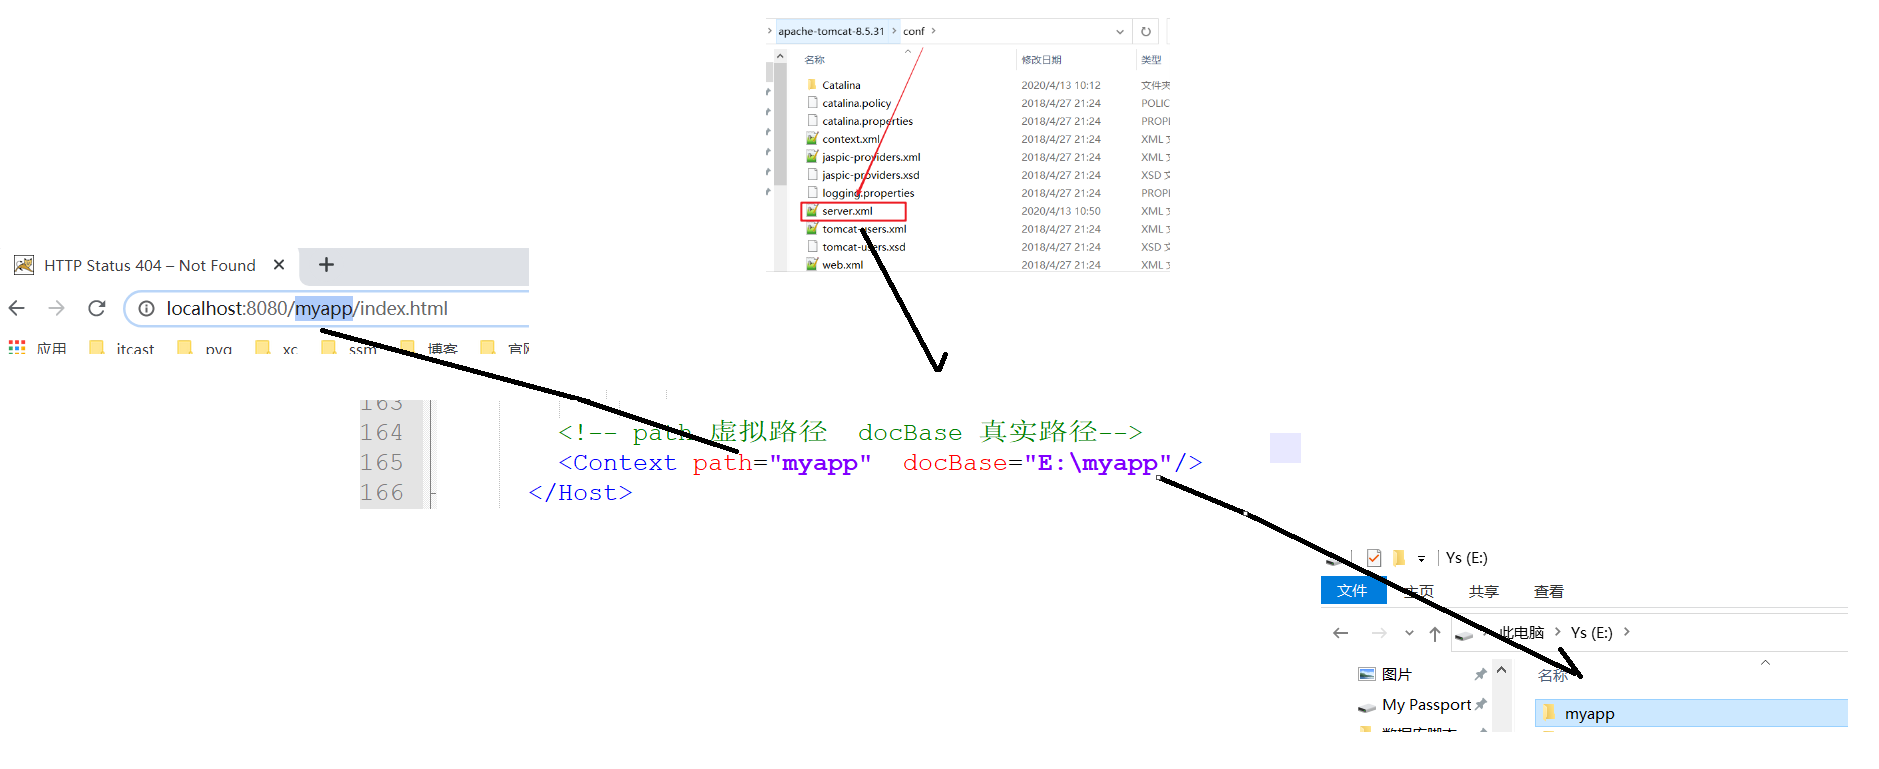 apache-tomcat-8.5.31 > conf >
名称 修改日期 类型
Catalina 2020/4/13 10:12 文件夹
catalina.policy 2018/4/27 21:24 POLIC
catalina.properties 2018/4/27 21:24 PROPI
context.xml 2018/4/27 21:24 XML
jaspic-providers.xml 2018/4/27 21:24 XML
jaspic-providers.xsd 2018/4/27 21:24 XSD
logging.properties 2018/4/27 21:24 PROPI
server.xml 2020/4/13 10:50 XML
tomcat-users.xml 2018/4/27 21:24 XML
tomcat-users.xsd 2018/4/27 21:24 XSD
web.xml 2018/4/27 21:24 XML
HTTP Status 404 – Not Found
localhost:8080/myapp/index.html
应用 itcast pyg xc ssm 博客 官网
163
164 <!-- path 虚拟路径 docBase 真实路径-->
165 <Context path="myapp" docBase="E:\myapp"/>
166 </Host>
Ys (E:)
文件 主页 共享 查看
此电脑 > Ys (E:) >
图片
名称
My Passport
myapp
数据库脚本